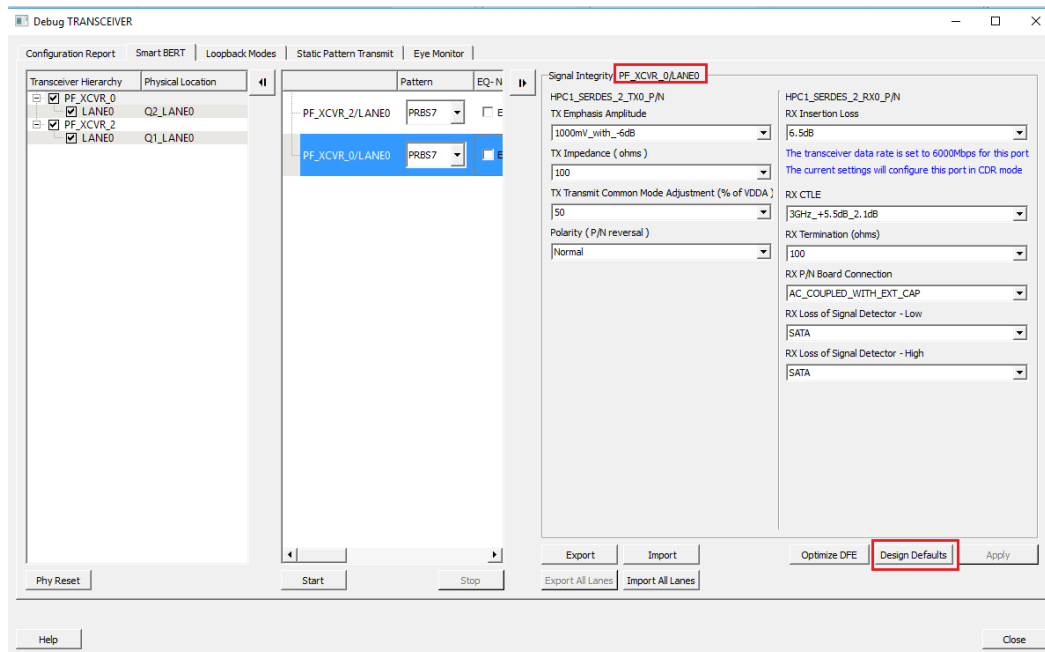 Debug TRANSCEIVER
Configuration Report Smart BERT Loopback Modes Static Pattern Transmit Eye Monitor
Transceiver Hierarchy Physical Location
PF_XCVR_0
LANE0 Q2_LANE0
PF_XCVR_2
LANE0 Q1_LANE0
Phy Reset
Pattern EQ-N
PF_XCVR_2/LANE0 PRBS7 E
PF_XCVR_0/LANE0 PRBS7 E
Start Stop
Signal Integrity: PF_XCVR_0/LANE0
HPC1_SERDES_2_TX0_P/N
TX Emphasis Amplitude
1000mV_with_-6dB
TX Impedance ( ohms )
100
TX Transmit Common Mode Adjustment (% of VDDA )
50
Polarity ( P/N reversal )
Normal
HPC1_SERDES_2_RX0_P/N
RX Insertion Loss
6.5dB
The transceiver data rate is set to 6000Mbps for this port
The current settings will configure this port in CDR mode
RX CTLE
3GHz_+5.5dB_2.1dB
RX Termination (ohms)
100
RX P/N Board Connection
AC_COUPLED_WITH_EXT_CAP
RX Loss of Signal Detector - Low
SATA
RX Loss of Signal Detector - High
SATA
Export Import Optimize DFE Design Defaults Apply
Export All Lanes Import All Lanes
Help Close